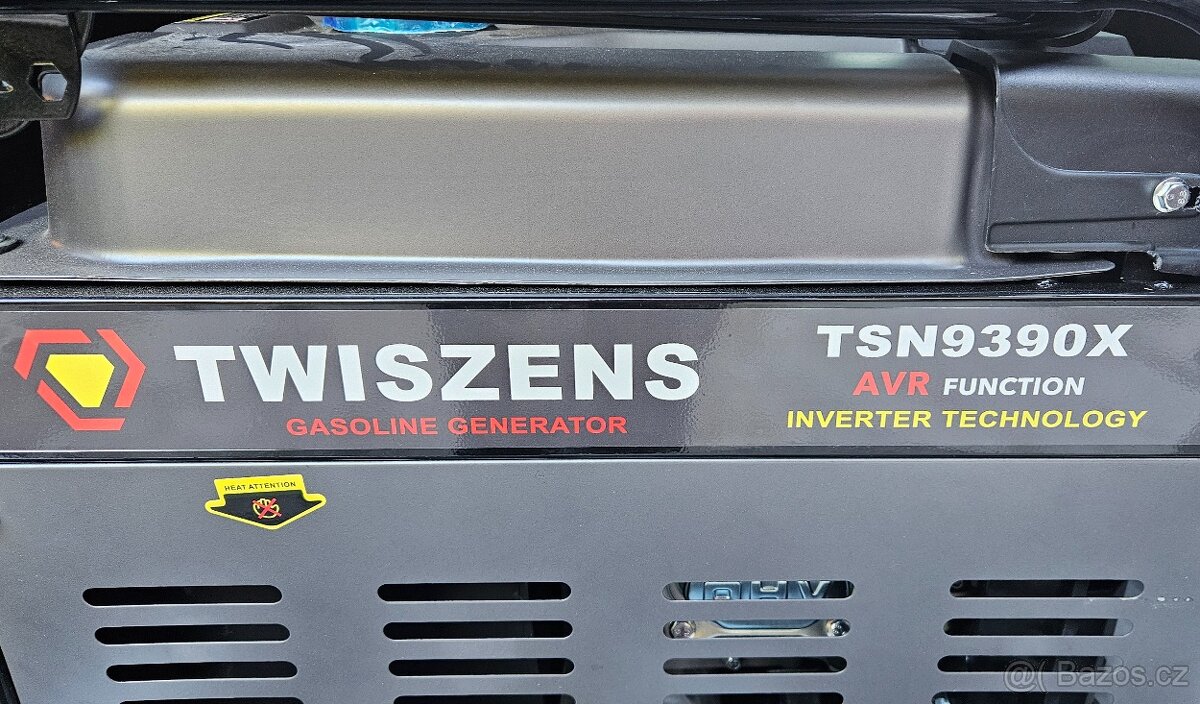 TWISZENS
GASOLINE GENERATOR
TSN9390X
AVR FUNCTION
INVERTER TECHNOLOGY
HEAT ATTENTION
@( Bazos.cz